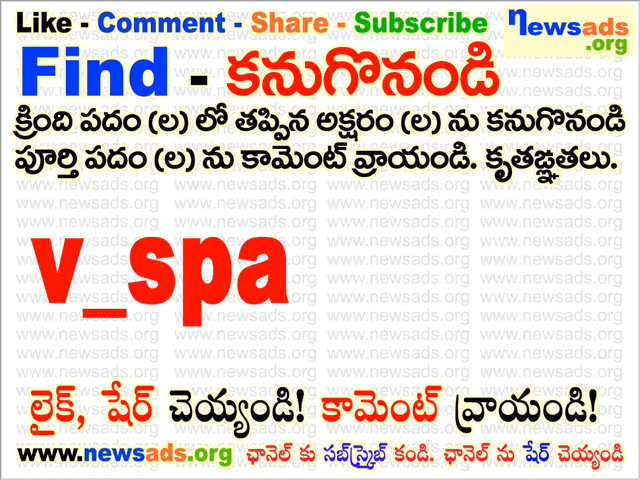 Like - Comment - Share - Subscribe
newsads
.org
Find - కనుగొనండి
క్రింది పదం (ల) లో తప్పిన అక్షరం (ల) ను కనుగొనండి
పూర్తి పదం (ల) ను కామెంట్ వ్రాయండి. కృతఙ్ఞతలు.
v_spa
లైక్, షేర్ చెయ్యండి! కామెంట్ వ్రాయండి!
www.newsads.org ఛానెల్ కు సబ్‌స్క్రైబ్ కండి. ఛానెల్ ను షేర్ చెయ్యండి